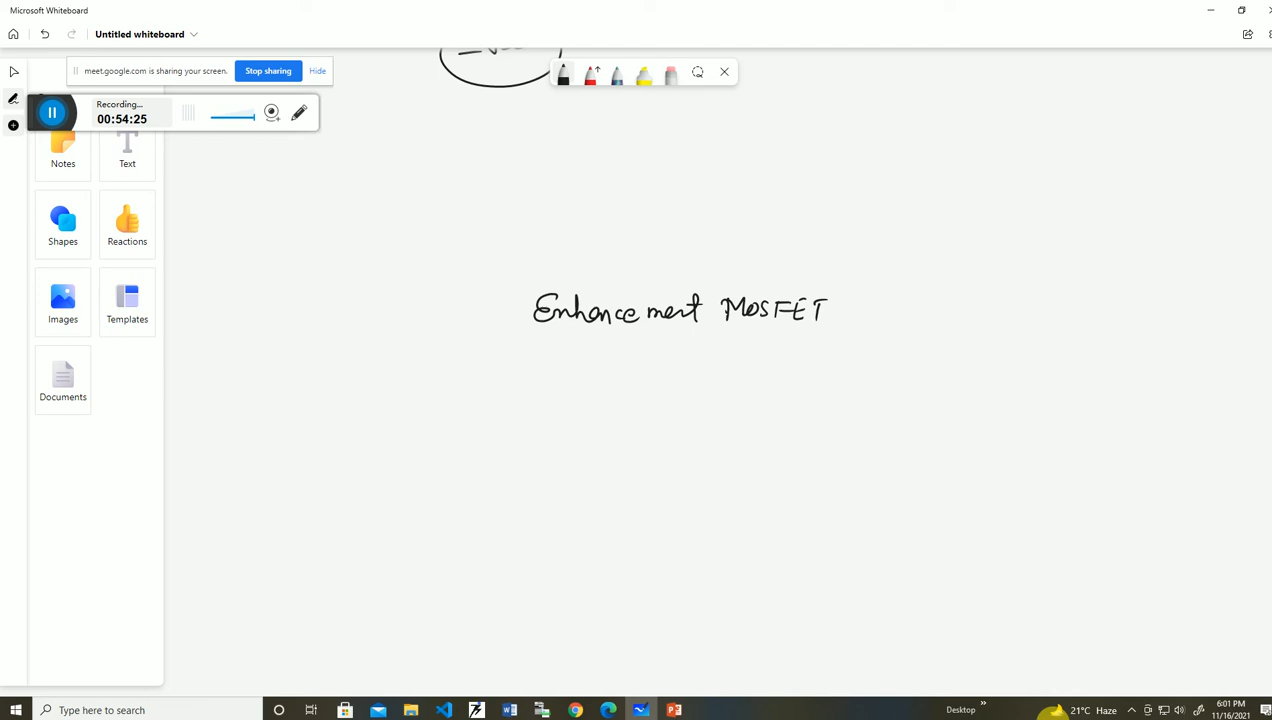 Microsoft Whiteboard
Untitled whiteboard
meet.google.com is sharing your screen.
Stop sharing
Hide
Recording...
00:54:25
Notes
Text
Shapes
Reactions
Images
Templates
Documents
Enhancement MOSFET
Type here to search
Desktop
21°C Haze
6:01 PM
11/16/2021